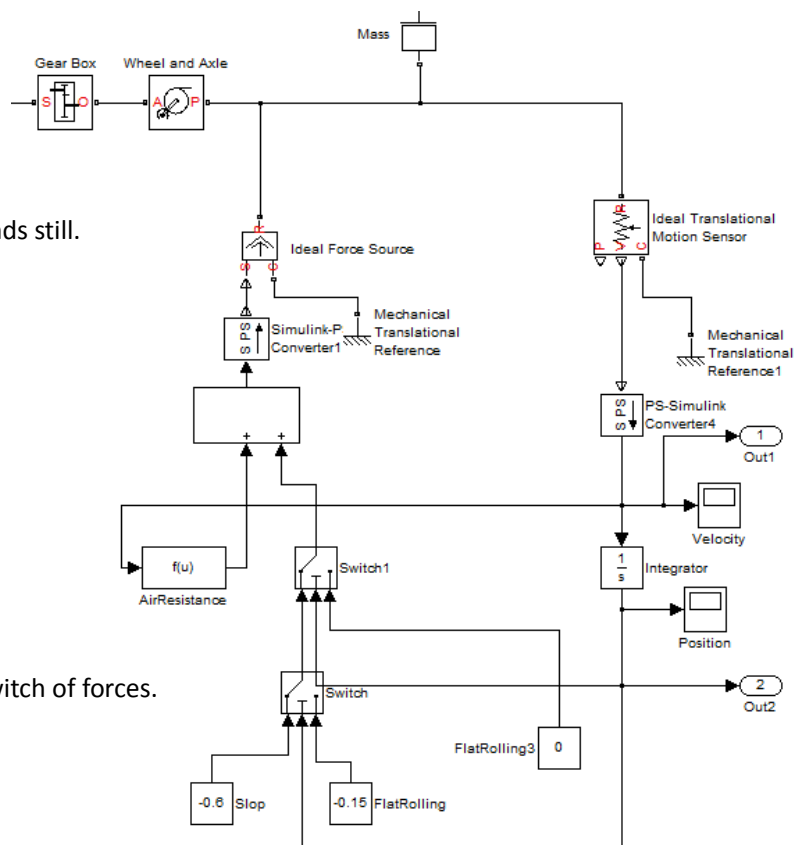 Mass
Gear Box
Wheel and Axle
S
O
A
P
ds still.
R
S
C
Ideal Force Source
R
P
V
C
Ideal Translational
Motion Sensor
S PS
Simulink-P
Converter1
Mechanical
Translational
Reference
Mechanical
Translational
Reference1
S PS
PS-Simulink
Converter4
1
Out1
+
+
Velocity
f(u)
AirResistance
Switch1
1
s
Integrator
Position
vitch of forces.
Switch
2
Out2
FlatRolling3
0
-0.6
Slop
-0.15
FlatRolling